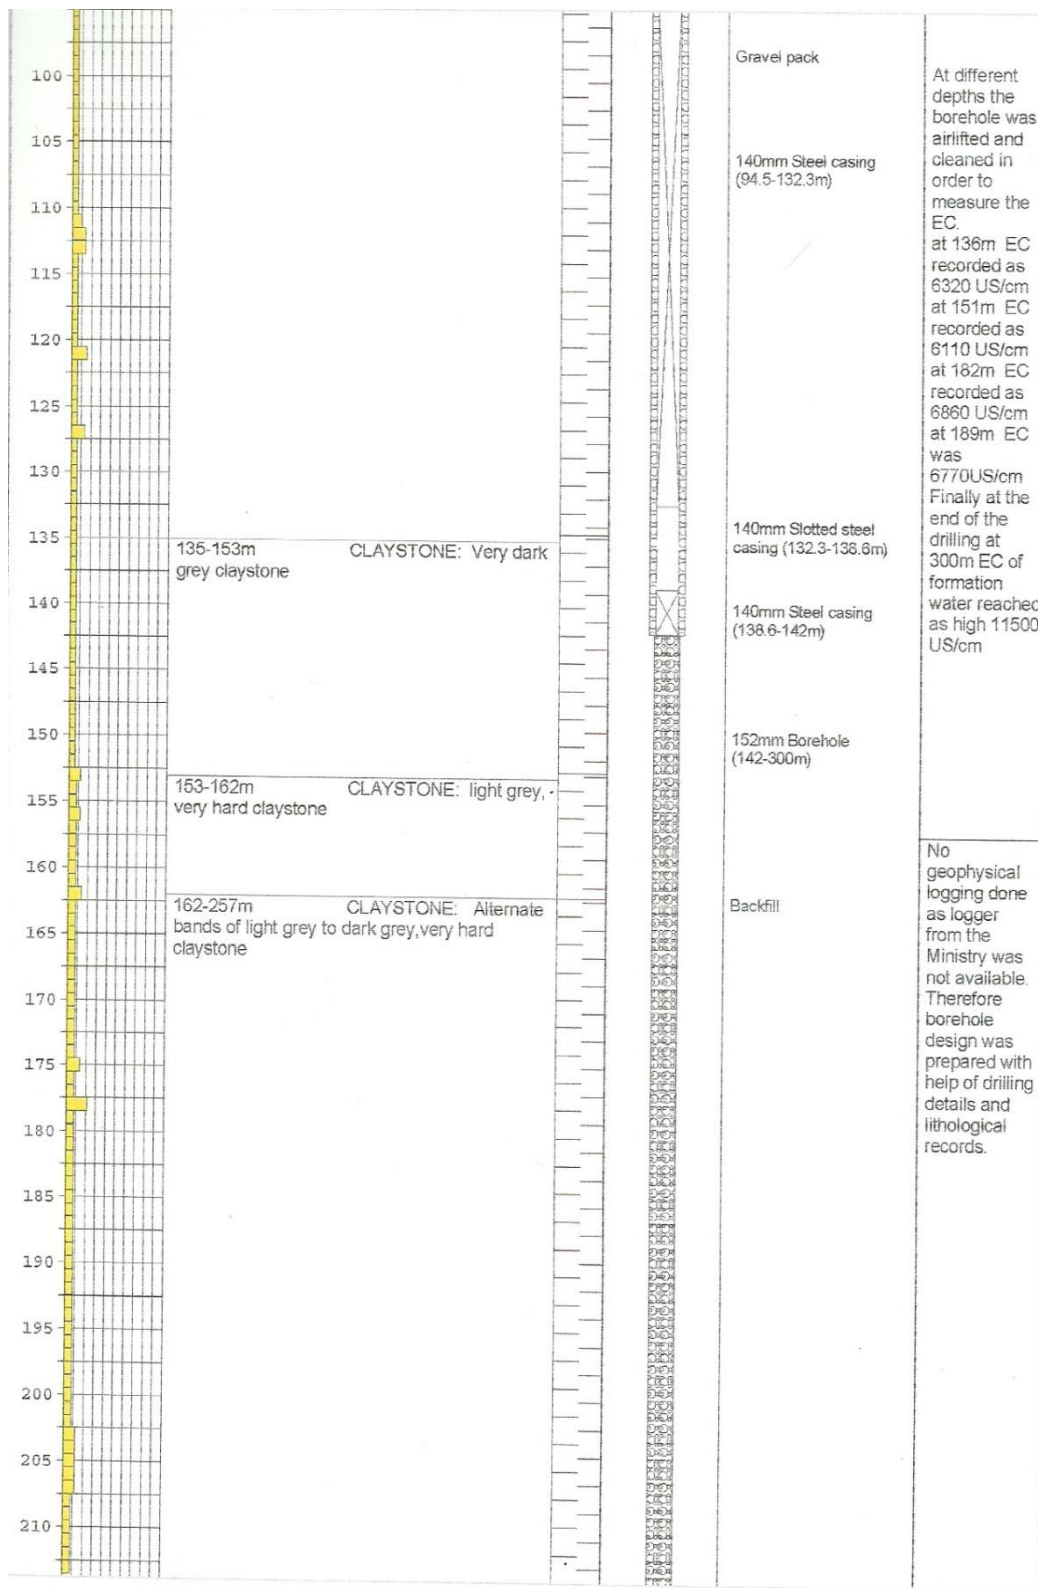 100
105
110
115
120
125
130
135
140
145
150
155
160
165
170
175
180
185
190
195
200
205
210
135-153m CLAYSTONE: Very dark
grey claystone
153-162m CLAYSTONE: light grey,
very hard claystone
162-257m CLAYSTONE: Alternate
bands of light grey to dark grey,very hard
claystone
Gravel pack
140mm Steel casing
(94.5-132.3m)
140mm Slotted steel
casing (132.3-138.6m)
140mm Steel casing
(138.6-142m)
152mm Borehole
(142-300m)
Backfill
At different
depths the
borehole was
airlifted and
cleaned in
order to
measure the
EC.
at 136m EC
recorded as
6320 US/cm
at 151m EC
recorded as
6110 US/cm
at 182m EC
recorded as
6860 US/cm
at 189m EC
was
6770US/cm
Finally at the
end of the
drilling at
300m EC of
formation
water reached
as high 11500
US/cm
No
geophysical
logging done
as logger
from the
Ministry was
not available.
Therefore
borehole
design was
prepared with
help of drilling
details and
lithological
records.